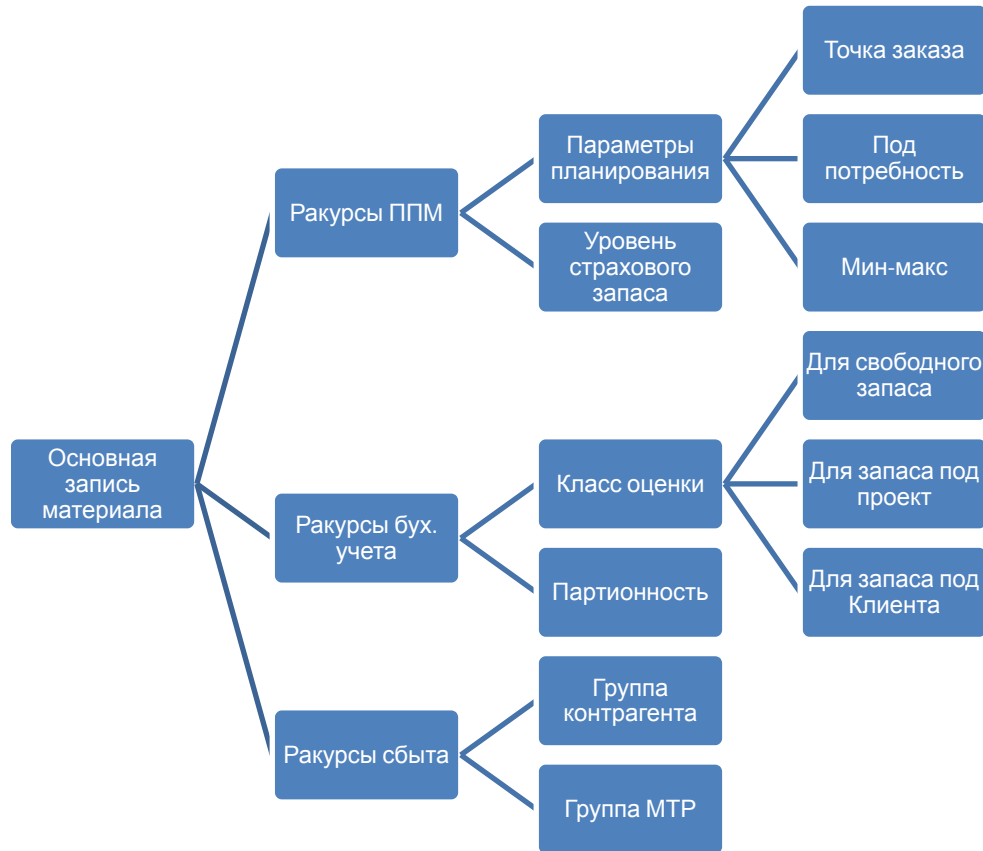 Точка заказа
Параметры
планирования
Под
потребность
Ракурсы ППМ
Уровень
страхового
запаса
Мин-макс
Для свободного
запаса
Основная
запись
материала
Класс оценки
Для запаса под
проект
Ракурсы бух.
учета
Партионность
Для запаса под
Клиента
Группа
контрагента
Ракурсы сбыта
Группа МТР